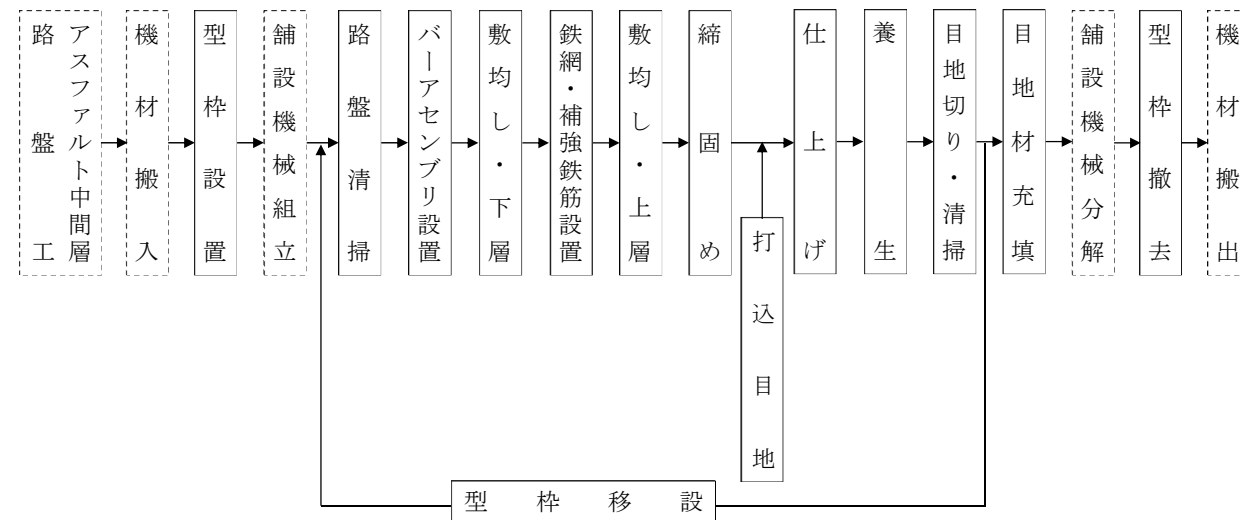 アスファルト中間層
路盤工
機材搬入
型枠設置
舗設機械組立
路盤清掃
バーアセンブリ設置
敷均し・下層
鉄網・補強鉄筋設置
敷均し・上層
締固め
打込目地
仕上げ
養生
目地切り・清掃
目地材充填
舗設機械分解
型枠撤去
機材搬出
型枠移設